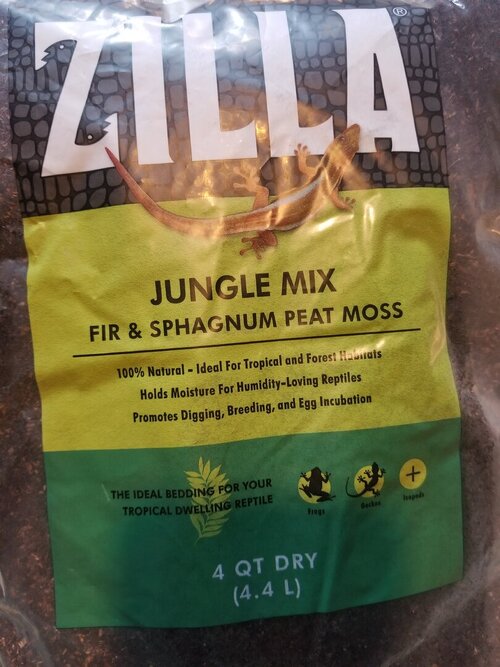 ZILLA®
JUNGLE MIX
FIR & SPHAGNUM PEAT MOSS
100% Natural - Ideal For Tropical and Forest Habitats
Holds Moisture For Humidity-Loving Reptiles
Promotes Digging, Breeding, and Egg Incubation
THE IDEAL BEDDING FOR YOUR
TROPICAL DWELLING REPTILE
Frogs
Geckos
Isopods
4 QT DRY
(4.4 L)